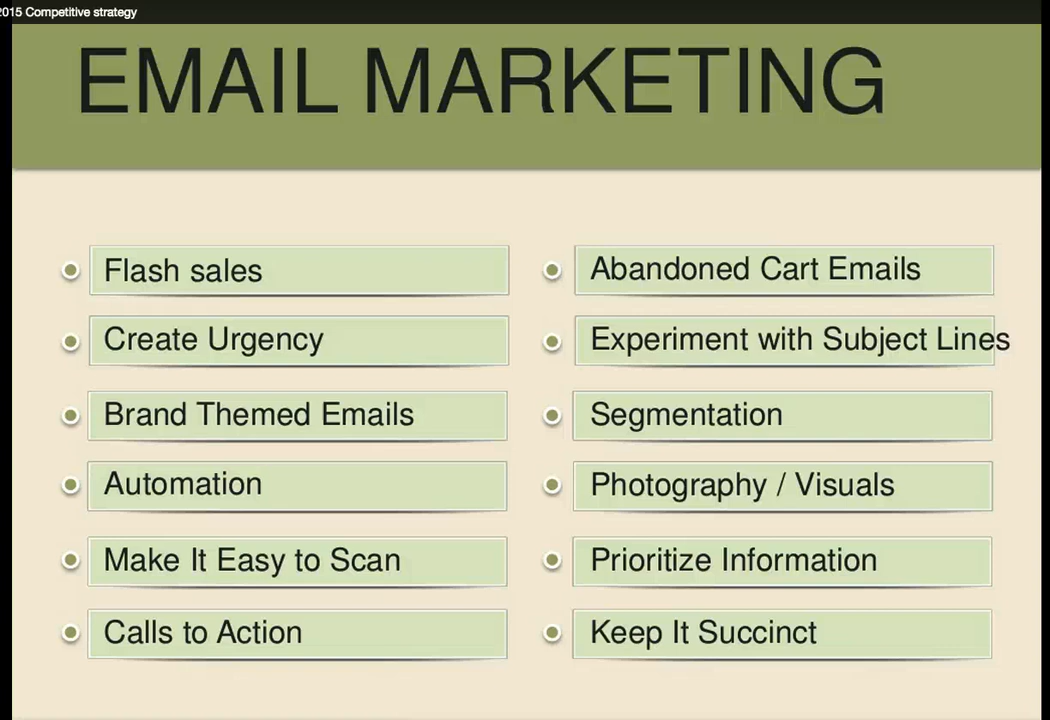 2015 Competitive strategy
EMAIL MARKETING
Flash sales
Create Urgency
Brand Themed Emails
Automation
Make It Easy to Scan
Calls to Action
Abandoned Cart Emails
Experiment with Subject Lines
Segmentation
Photography / Visuals
Prioritize Information
Keep It Succinct